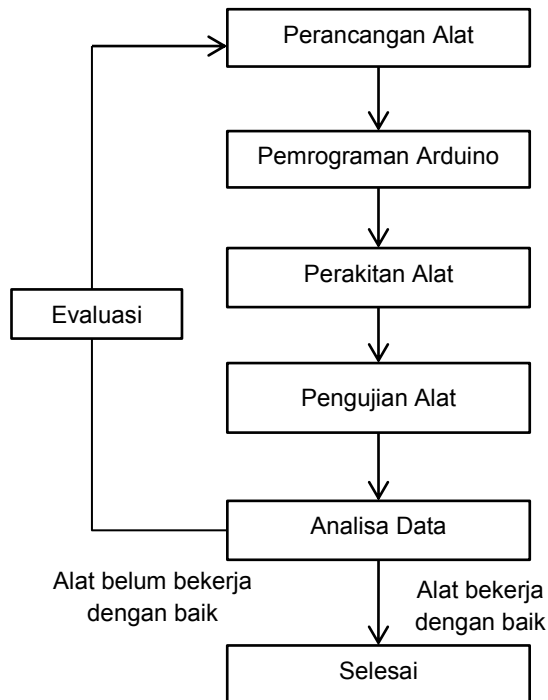 Perancangan Alat
Pemrograman Arduino
Perakitan Alat
Evaluasi
Pengujian Alat
Analisa Data
Alat belum bekerja
dengan baik
Alat bekerja
dengan baik
Selesai